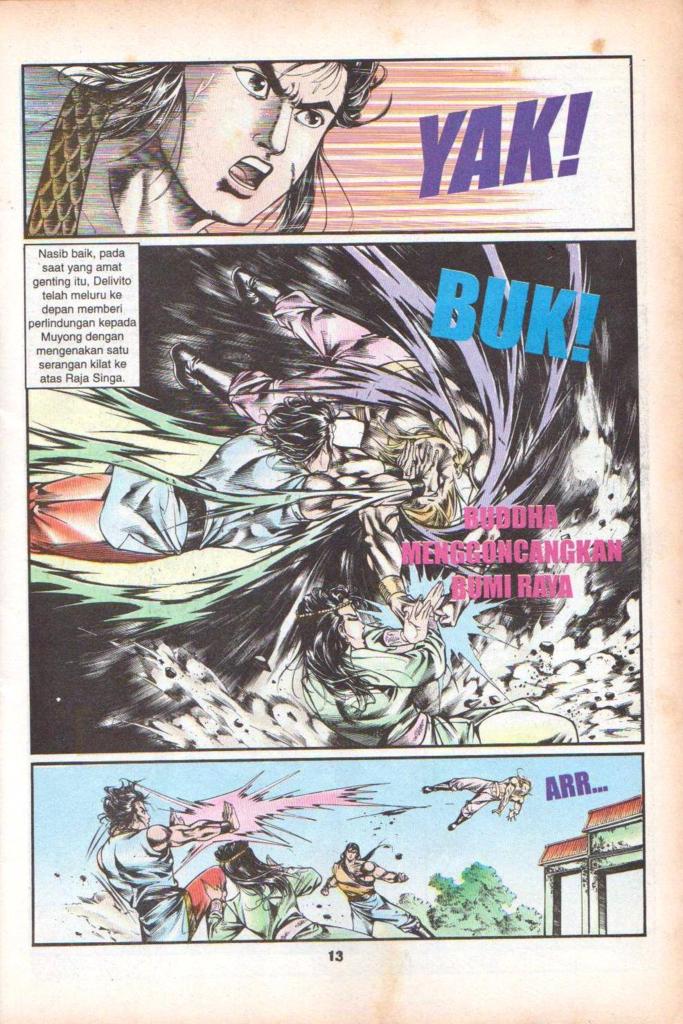 YAK!
Nasib baik, pada
saat yang amat
genting itu, Delivito
telah meluru ke
depan memberi
perlindungan kepada
Muyong dengan
mengenakan satu
serangan kilat ke
atas Raja Singa.
BUK!
BUDDHA
MENGGONCANGKAN
BUMI RAYA
ARR...
13